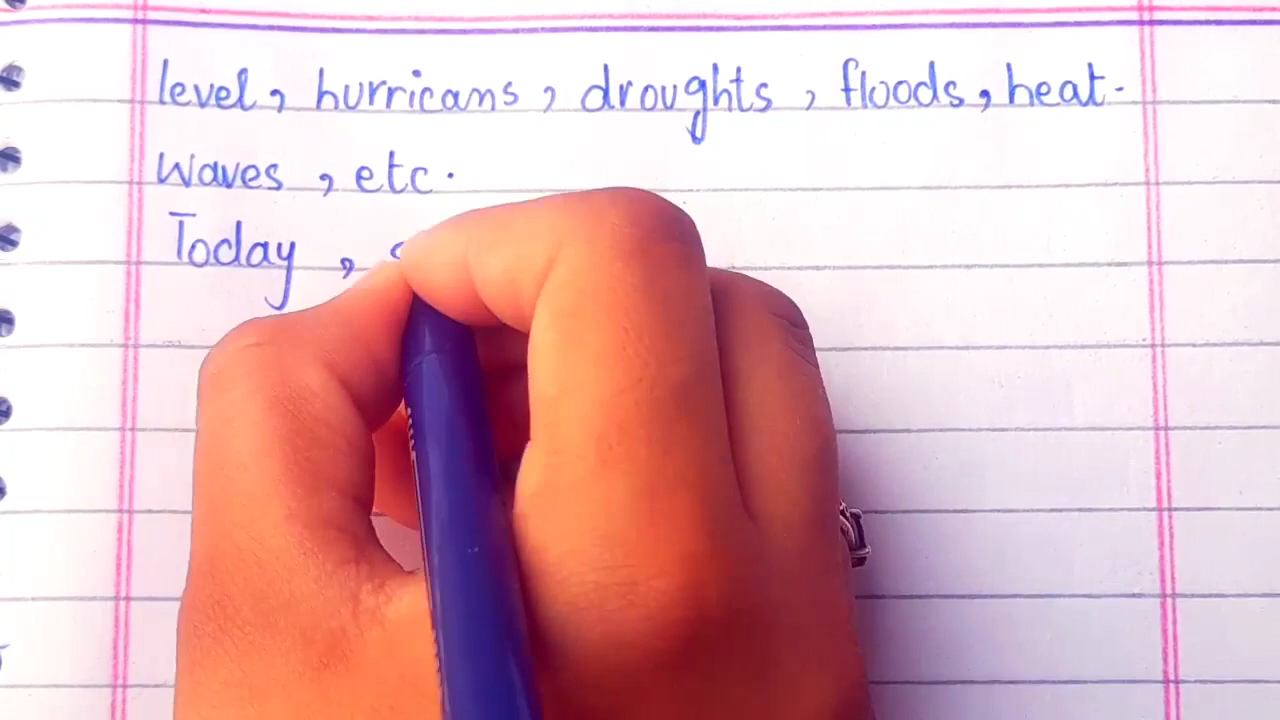 level, hurricans, droughts, floods, heat-
waves, etc.
Today,